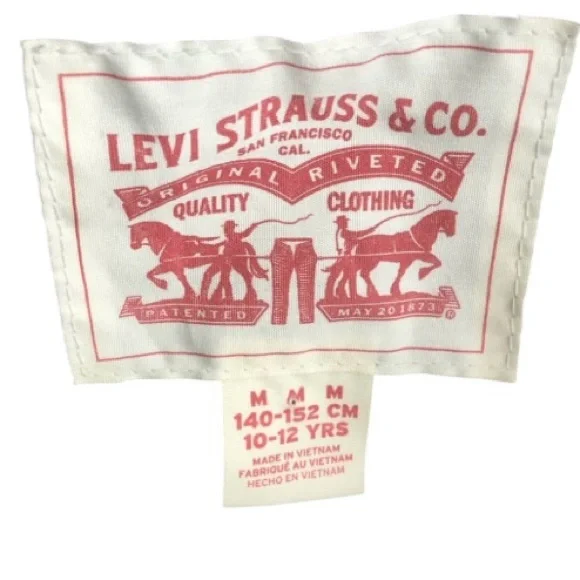 LEVI STRAUSS & CO.
SAN FRANCISCO
CAL.
ORIGINAL RIVETED
QUALITY CLOTHING
PATENTED MAY 20 1873 ®
M M M
140-152 CM
10-12 YRS
MADE IN VIETNAM
FABRIQUÉ AU VIETNAM
HECHO EN VIETNAM